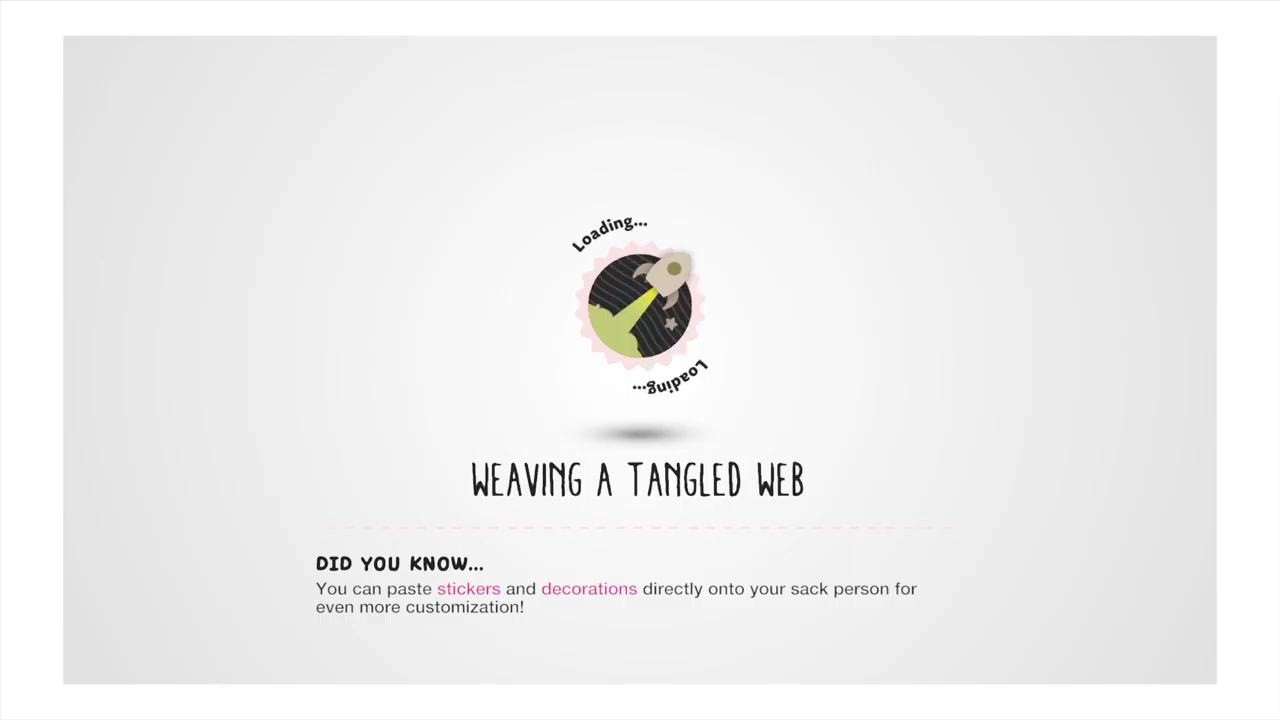 Loading...
Loading...
WEAVING A TANGLED WEB
DID YOU KNOW...
You can paste stickers and decorations directly onto your sack person for
even more customization!